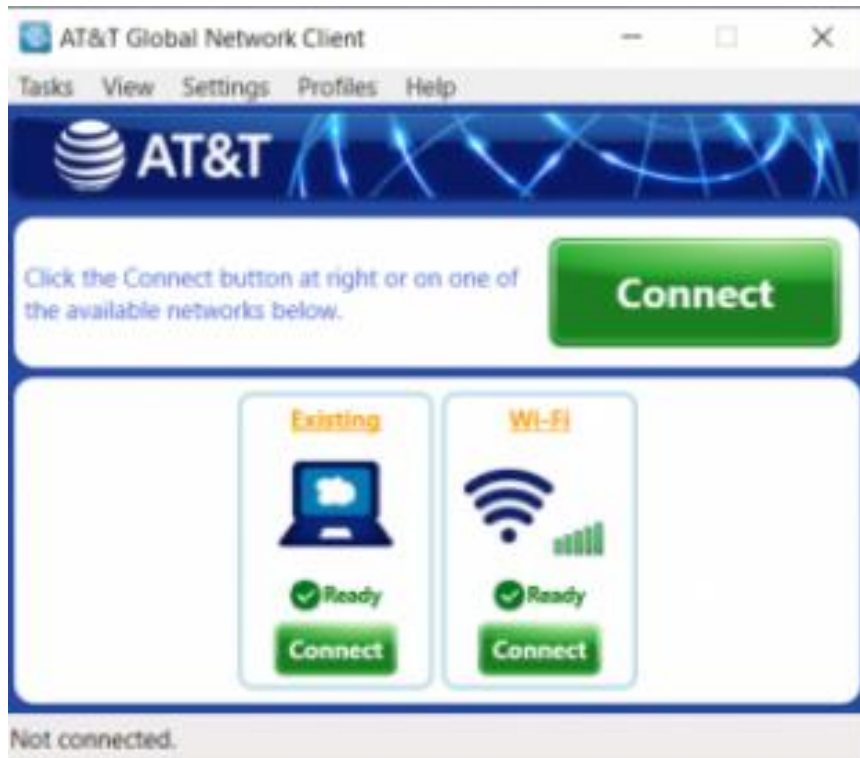 AT&T Global Network Client
Tasks View Settings Profiles Help
AT&T
Click the Connect button at right or on one of
the available networks below.
Connect
Existing Wi-Fi
Ready Ready
Connect Connect
Not connected.